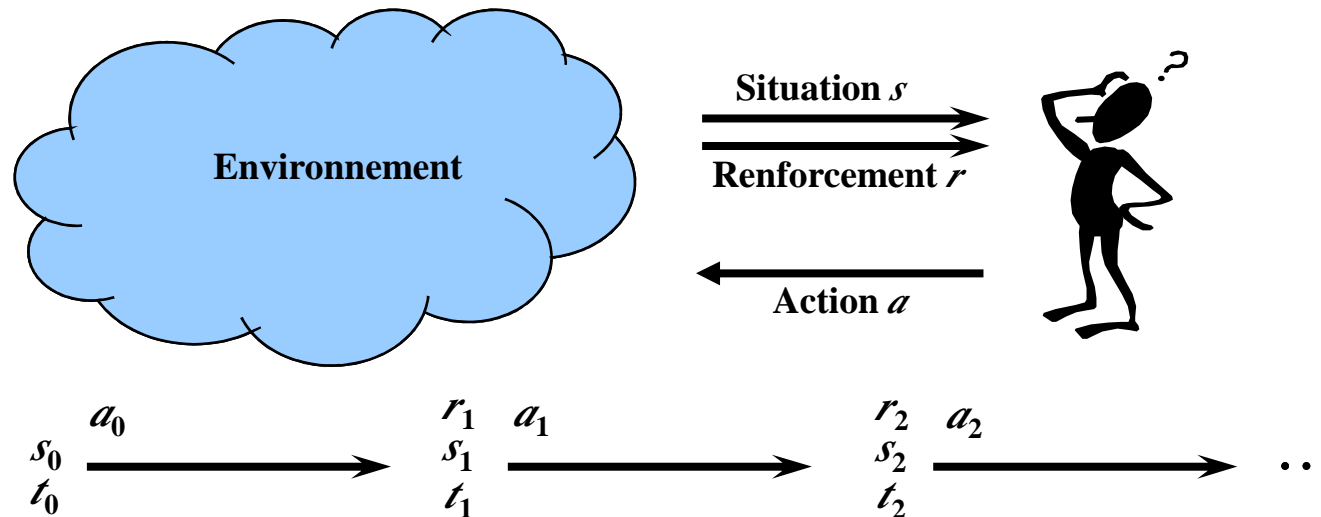 ?
Situation s
Environnement
Renforcement r
Action a
a₀ r₁ a₁ r₂ a₂
s₀ s₁ s₂ ..
t₀ t₁ t₂